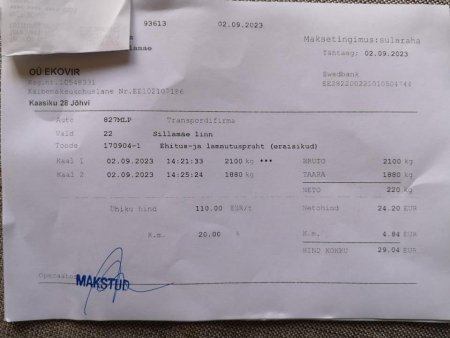 93613 02.09.2023
Maksetingimus:sularaha
Tähtaeg: 02.09.2023
OÜ EKOVIR
Swedbank
Kaasiku 28 Jõhvi
Auto 827MLP Transpordifirma
Vald 22 Sillamäe linn
Toode 170904-1 Ehitus-ja lammutuspraht (eraisikud)
Kaal 1 02.09.2023 14:21:33 2100 kg *** BRUTO 2100 kg
Kaal 2 02.09.2023 14:25:24 1880 kg TAARA 1880 kg
NETO 220 kg
Ühiku hind 110.00 EUR/t Netohind 24.20 EUR
K.m. 20.00 % K.m. 4.84 EUR
HIND KOKKU 29.04 EUR
Operaator
MAKSTUD